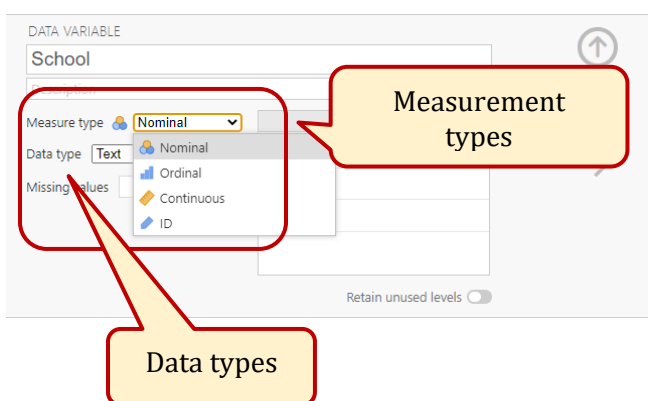 DATA VARIABLE
School
Description
Measure type Nominal
Measurement
types
Data type Text
Nominal
Ordinal
Missing values
Continuous
ID
Retain unused levels
Data types